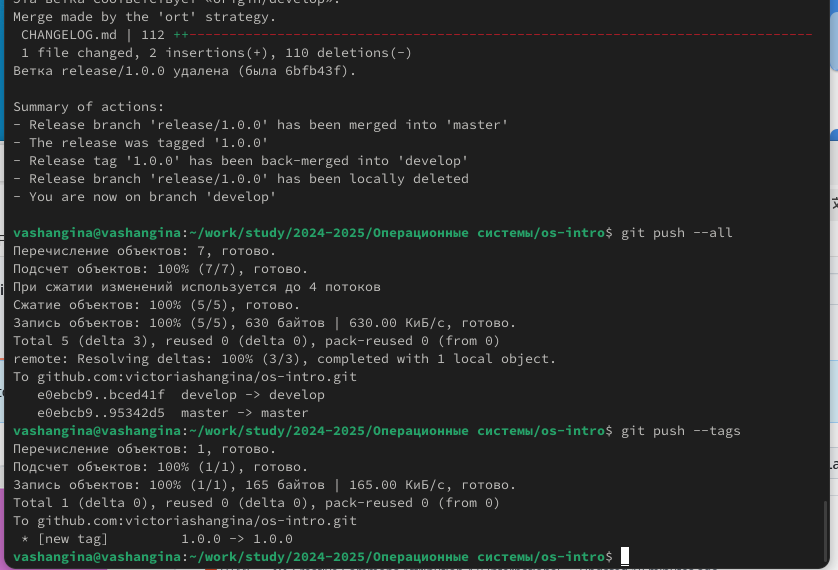 Эта ветка соответствует «origin/develop».
Merge made by the 'ort' strategy.
 CHANGELOG.md | 112 ++------------------------------------------------------------------------------
 1 file changed, 2 insertions(+), 110 deletions(-)
Ветка release/1.0.0 удалена (была 6bfb43f).

Summary of actions:
- Release branch 'release/1.0.0' has been merged into 'master'
- The release was tagged '1.0.0'
- Release tag '1.0.0' has been back-merged into 'develop'
- Release branch 'release/1.0.0' has been locally deleted
- You are now on branch 'develop'

vashangina@vashangina:~/work/study/2024-2025/Операционные системы/os-intro$ git push --all
Перечисление объектов: 7, готово.
Подсчет объектов: 100% (7/7), готово.
При сжатии изменений используется до 4 потоков
Сжатие объектов: 100% (5/5), готово.
Запись объектов: 100% (5/5), 630 байтов | 630.00 КиБ/с, готово.
Total 5 (delta 3), reused 0 (delta 0), pack-reused 0 (from 0)
remote: Resolving deltas: 100% (3/3), completed with 1 local object.
To github.com:victoriashangina/os-intro.git
   e0ebcb9..bced41f  develop -> develop
   e0ebcb9..95342d5  master -> master
vashangina@vashangina:~/work/study/2024-2025/Операционные системы/os-intro$ git push --tags
Перечисление объектов: 1, готово.
Подсчет объектов: 100% (1/1), готово.
Запись объектов: 100% (1/1), 165 байтов | 165.00 КиБ/с, готово.
Total 1 (delta 0), reused 0 (delta 0), pack-reused 0 (from 0)
To github.com:victoriashangina/os-intro.git
 * [new tag]         1.0.0 -> 1.0.0
vashangina@vashangina:~/work/study/2024-2025/Операционные системы/os-intro$